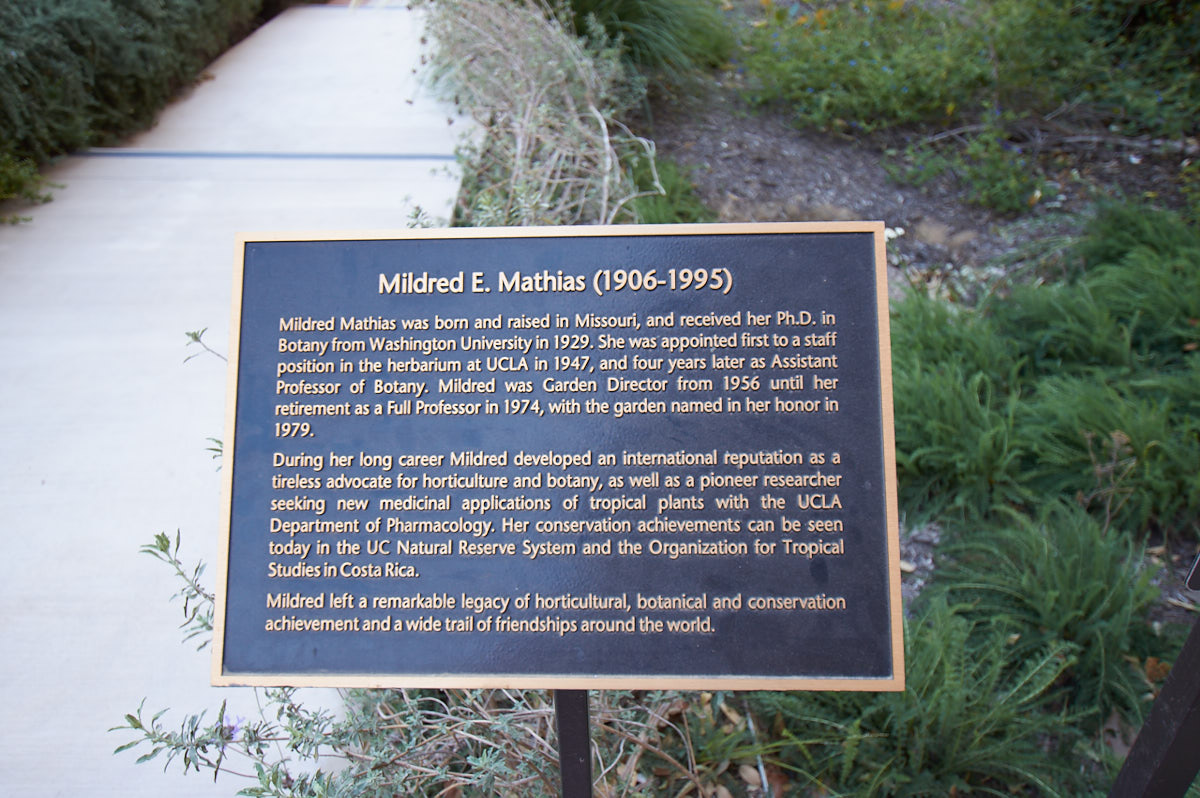 Mildred E. Mathias (1906-1995)
Mildred Mathias was born and raised in Missouri, and received her Ph.D. in
Botany from Washington University in 1929. She was appointed first to a staff
position in the herbarium at UCLA in 1947, and four years later as Assistant
Professor of Botany. Mildred was Garden Director from 1956 until her
retirement as a Full Professor in 1974, with the garden named in her honor in
1979.
During her long career Mildred developed an international reputation as a
tireless advocate for horticulture and botany, as well as a pioneer researcher
seeking new medicinal applications of tropical plants with the UCLA
Department of Pharmacology. Her conservation achievements can be seen
today in the UC Natural Reserve System and the Organization for Tropical
Studies in Costa Rica.
Mildred left a remarkable legacy of horticultural, botanical and conservation
achievement and a wide trail of friendships around the world.